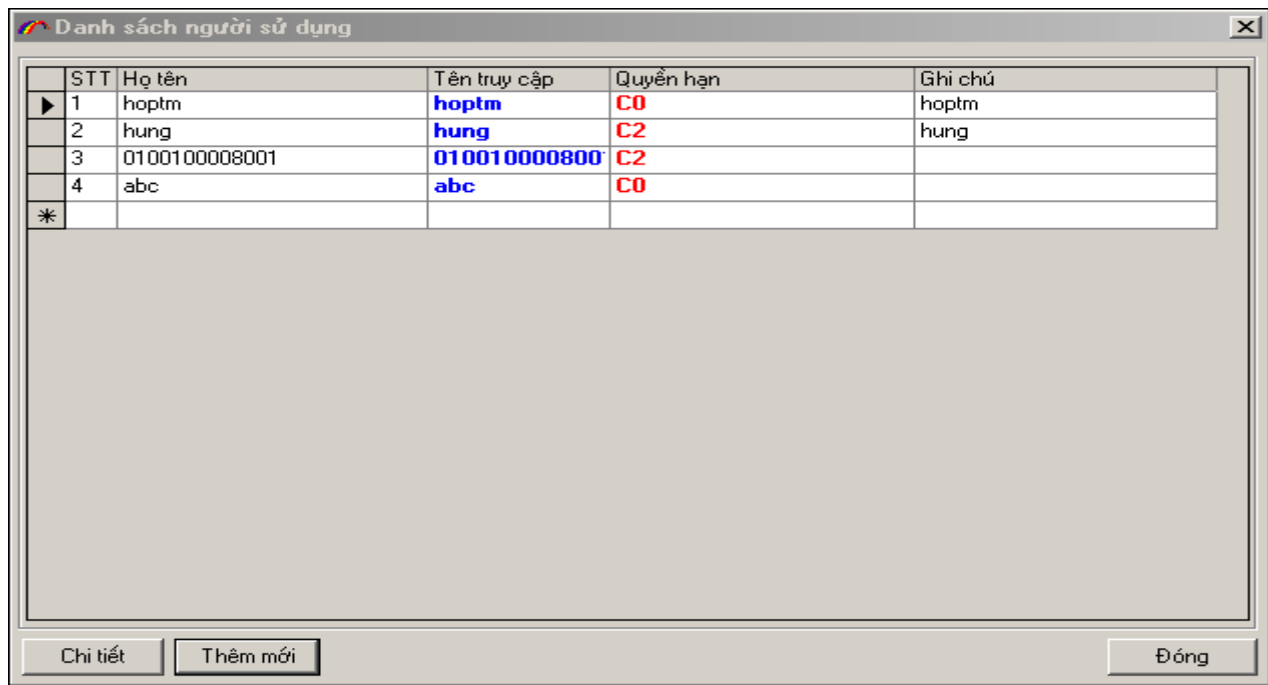 Danh sách người sử dụng
STT Họ tên Tên truy cập Quyền hạn Ghi chú
1 hoptm hoptm C0 hoptm
2 hung hung C2 hung
3 0100100008001 010010000800 C2
4 abc abc C0
Chi tiết Thêm mới Đóng